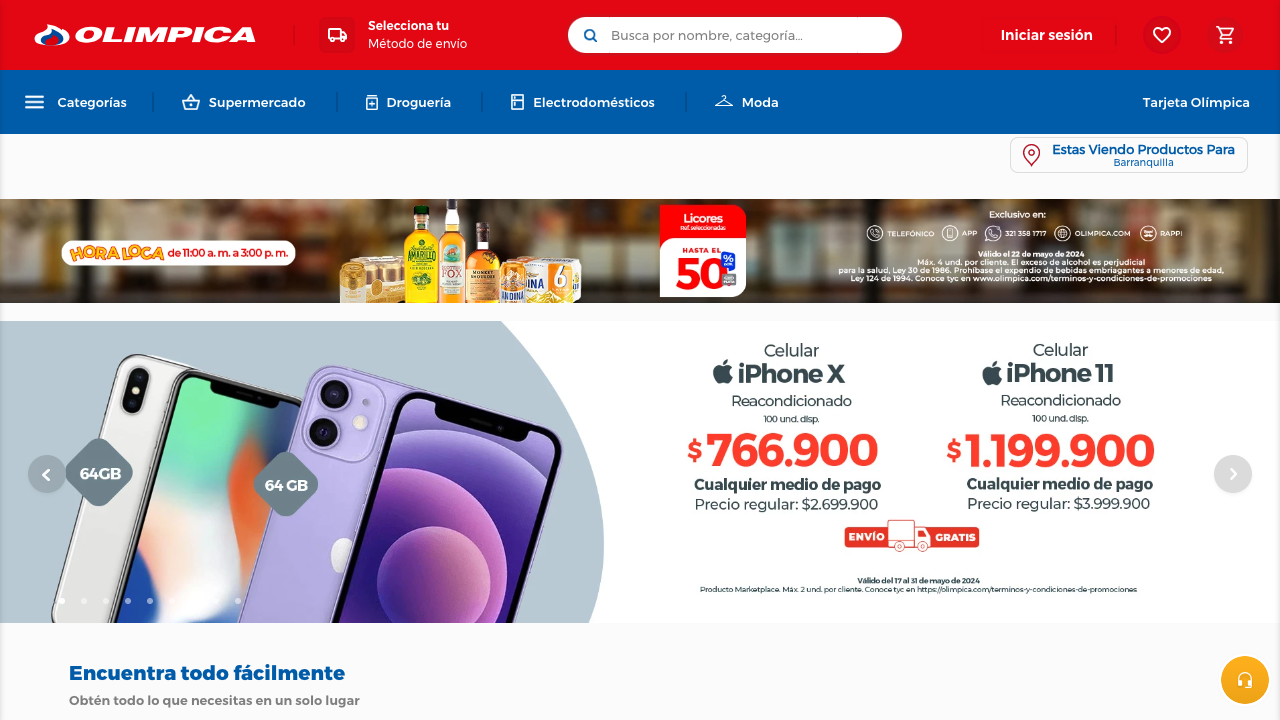 OLIMPICA
Selecciona tu
Método de envío
Busca por nombre, categoría...
Iniciar sesión
Categorías
Supermercado
Droguería
Electrodomésticos
Moda
Tarjeta Olímpica
Estas Viendo Productos Para
Barranquilla
HORA LOCA de 11:00 a. m. a 3:00 p. m.
Licores
Ref. seleccionadas
HASTA EL
50%
Exclusivo en:
TELEFÓNICO
APP
321 358 1717
OLIMPICA.COM
RAPPI
Válido el 22 de mayo de 2024
Máx. 4 und. por cliente. El exceso de alcohol es perjudicial
para la salud, Ley 30 de 1986. Prohíbase el expendio de bebidas embriagantes a menores de edad,
Ley 124 de 1994. Conoce tyc en www.olimpica.com/terminos-y-condiciones-de-promociones
64GB
64 GB
Celular
iPhone X
Reacondicionado
100 und. disp.
$ 766.900
Cualquier medio de pago
Precio regular: $2.699.900
Celular
iPhone 11
Reacondicionado
100 und. disp.
$ 1.199.900
Cualquier medio de pago
Precio regular: $3.999.900
ENVÍO GRATIS
Válido del 17 al 31 de mayo de 2024
Producto Marketplace. Máx. 2 und. por cliente. Conoce tyc en https://olimpica.com/terminos-y-condiciones-de-promociones
Encuentra todo fácilmente
Obtén todo lo que necesitas en un solo lugar